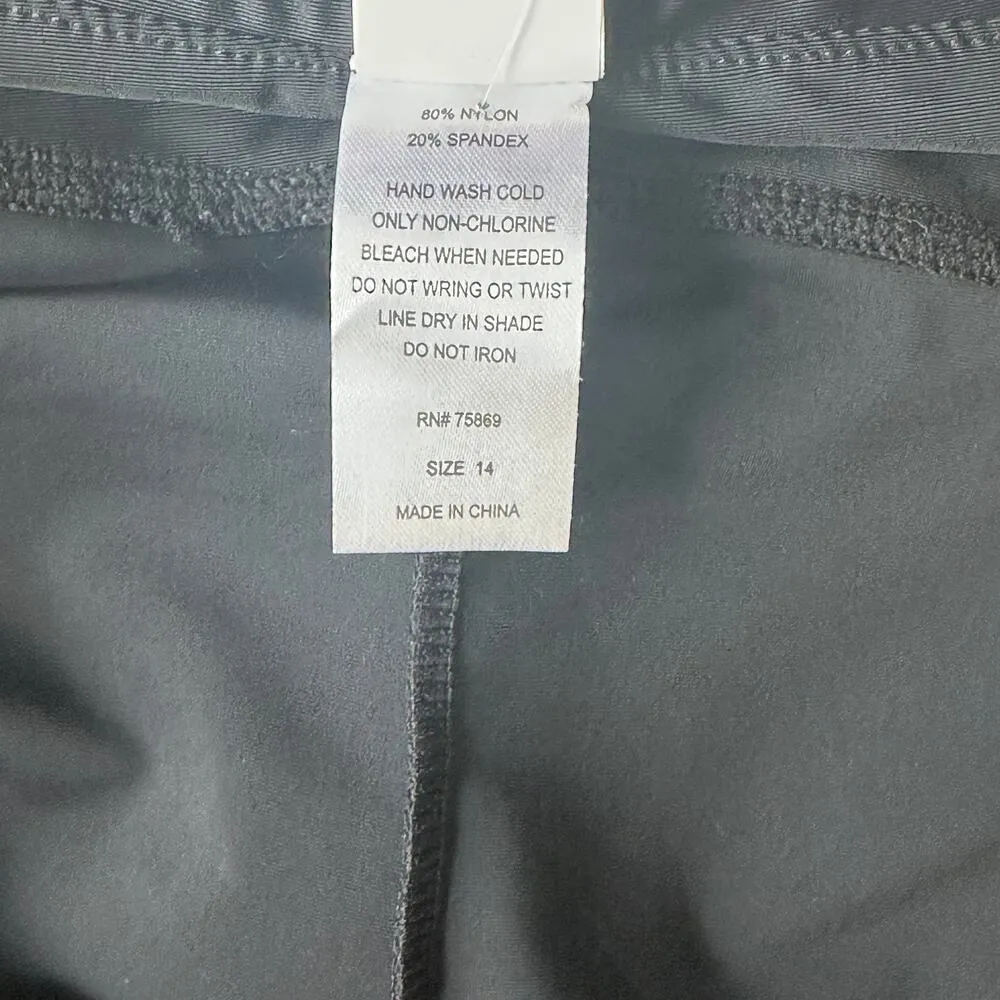 80% NYLON
20% SPANDEX
HAND WASH COLD
ONLY NON-CHLORINE
BLEACH WHEN NEEDED
DO NOT WRING OR TWIST
LINE DRY IN SHADE
DO NOT IRON
RN# 75869
SIZE 14
MADE IN CHINA